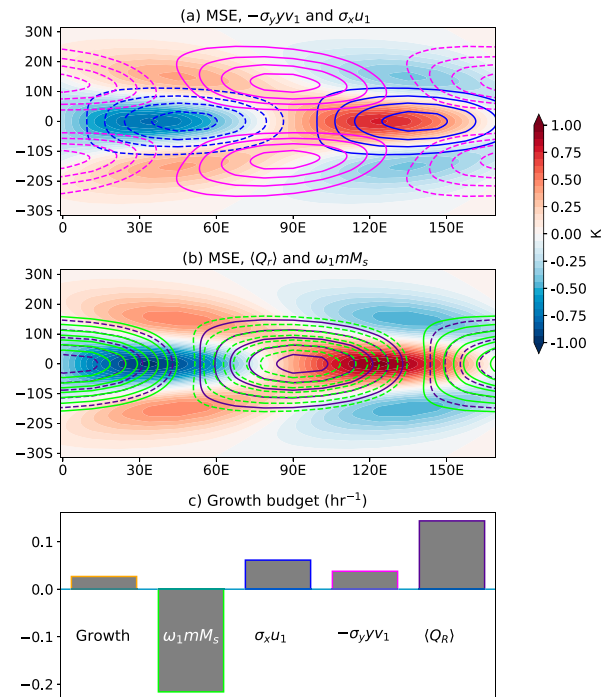 (a) MSE, −σ_y y v_1 and σ_x u_1
30N
20N
10N
0
−10S
−20S
−30S
0 30E 60E 90E 120E 150E
(b) MSE, ⟨Q_r⟩ and ω_1 m M_s
30N
20N
10N
0
−10S
−20S
−30S
0 30E 60E 90E 120E 150E
1.00
0.75
0.50
0.25
0.00
-0.25
-0.50
-0.75
-1.00
K
c) Growth budget (hr⁻¹)
0.1
0.0
−0.1
−0.2
Growth ω_1 m M_s σ_x u_1 −σ_y y v_1 ⟨Q_R⟩